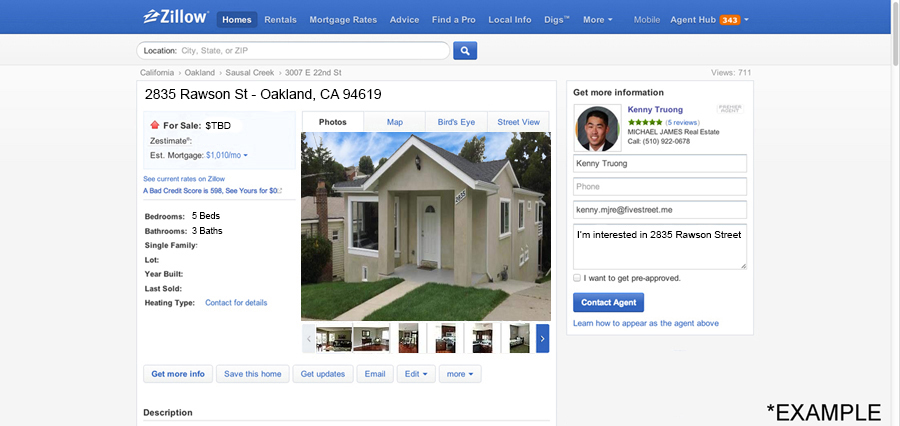 Zillow
Homes Rentals Mortgage Rates Advice Find a Pro Local Info Digs™ More Mobile Agent Hub 343
Location: City, State, or ZIP
California › Oakland › Sausal Creek › 3007 E 22nd St
Views: 711
2835 Rawson St - Oakland, CA 94619
For Sale: $TBD
Zestimate®:
Est. Mortgage: $1,010/mo
See current rates on Zillow
A Bad Credit Score is 598, See Yours for $0
Bedrooms: 5 Beds
Bathrooms: 3 Baths
Single Family:
Lot:
Year Built:
Last Sold:
Heating Type: Contact for details
Photos Map Bird's Eye Street View
2835
Get more info Save this home Get updates Email Edit more
Description
Get more information
Kenny Truong
PREMIER AGENT
(5 reviews)
MICHAEL JAMES Real Estate
Call: (510) 922-0678
Kenny Truong
Phone
kenny.mjre@fivestreet.me
I'm interested in 2835 Rawson Street
I want to get pre-approved.
Contact Agent
Learn how to appear as the agent above
*EXAMPLE